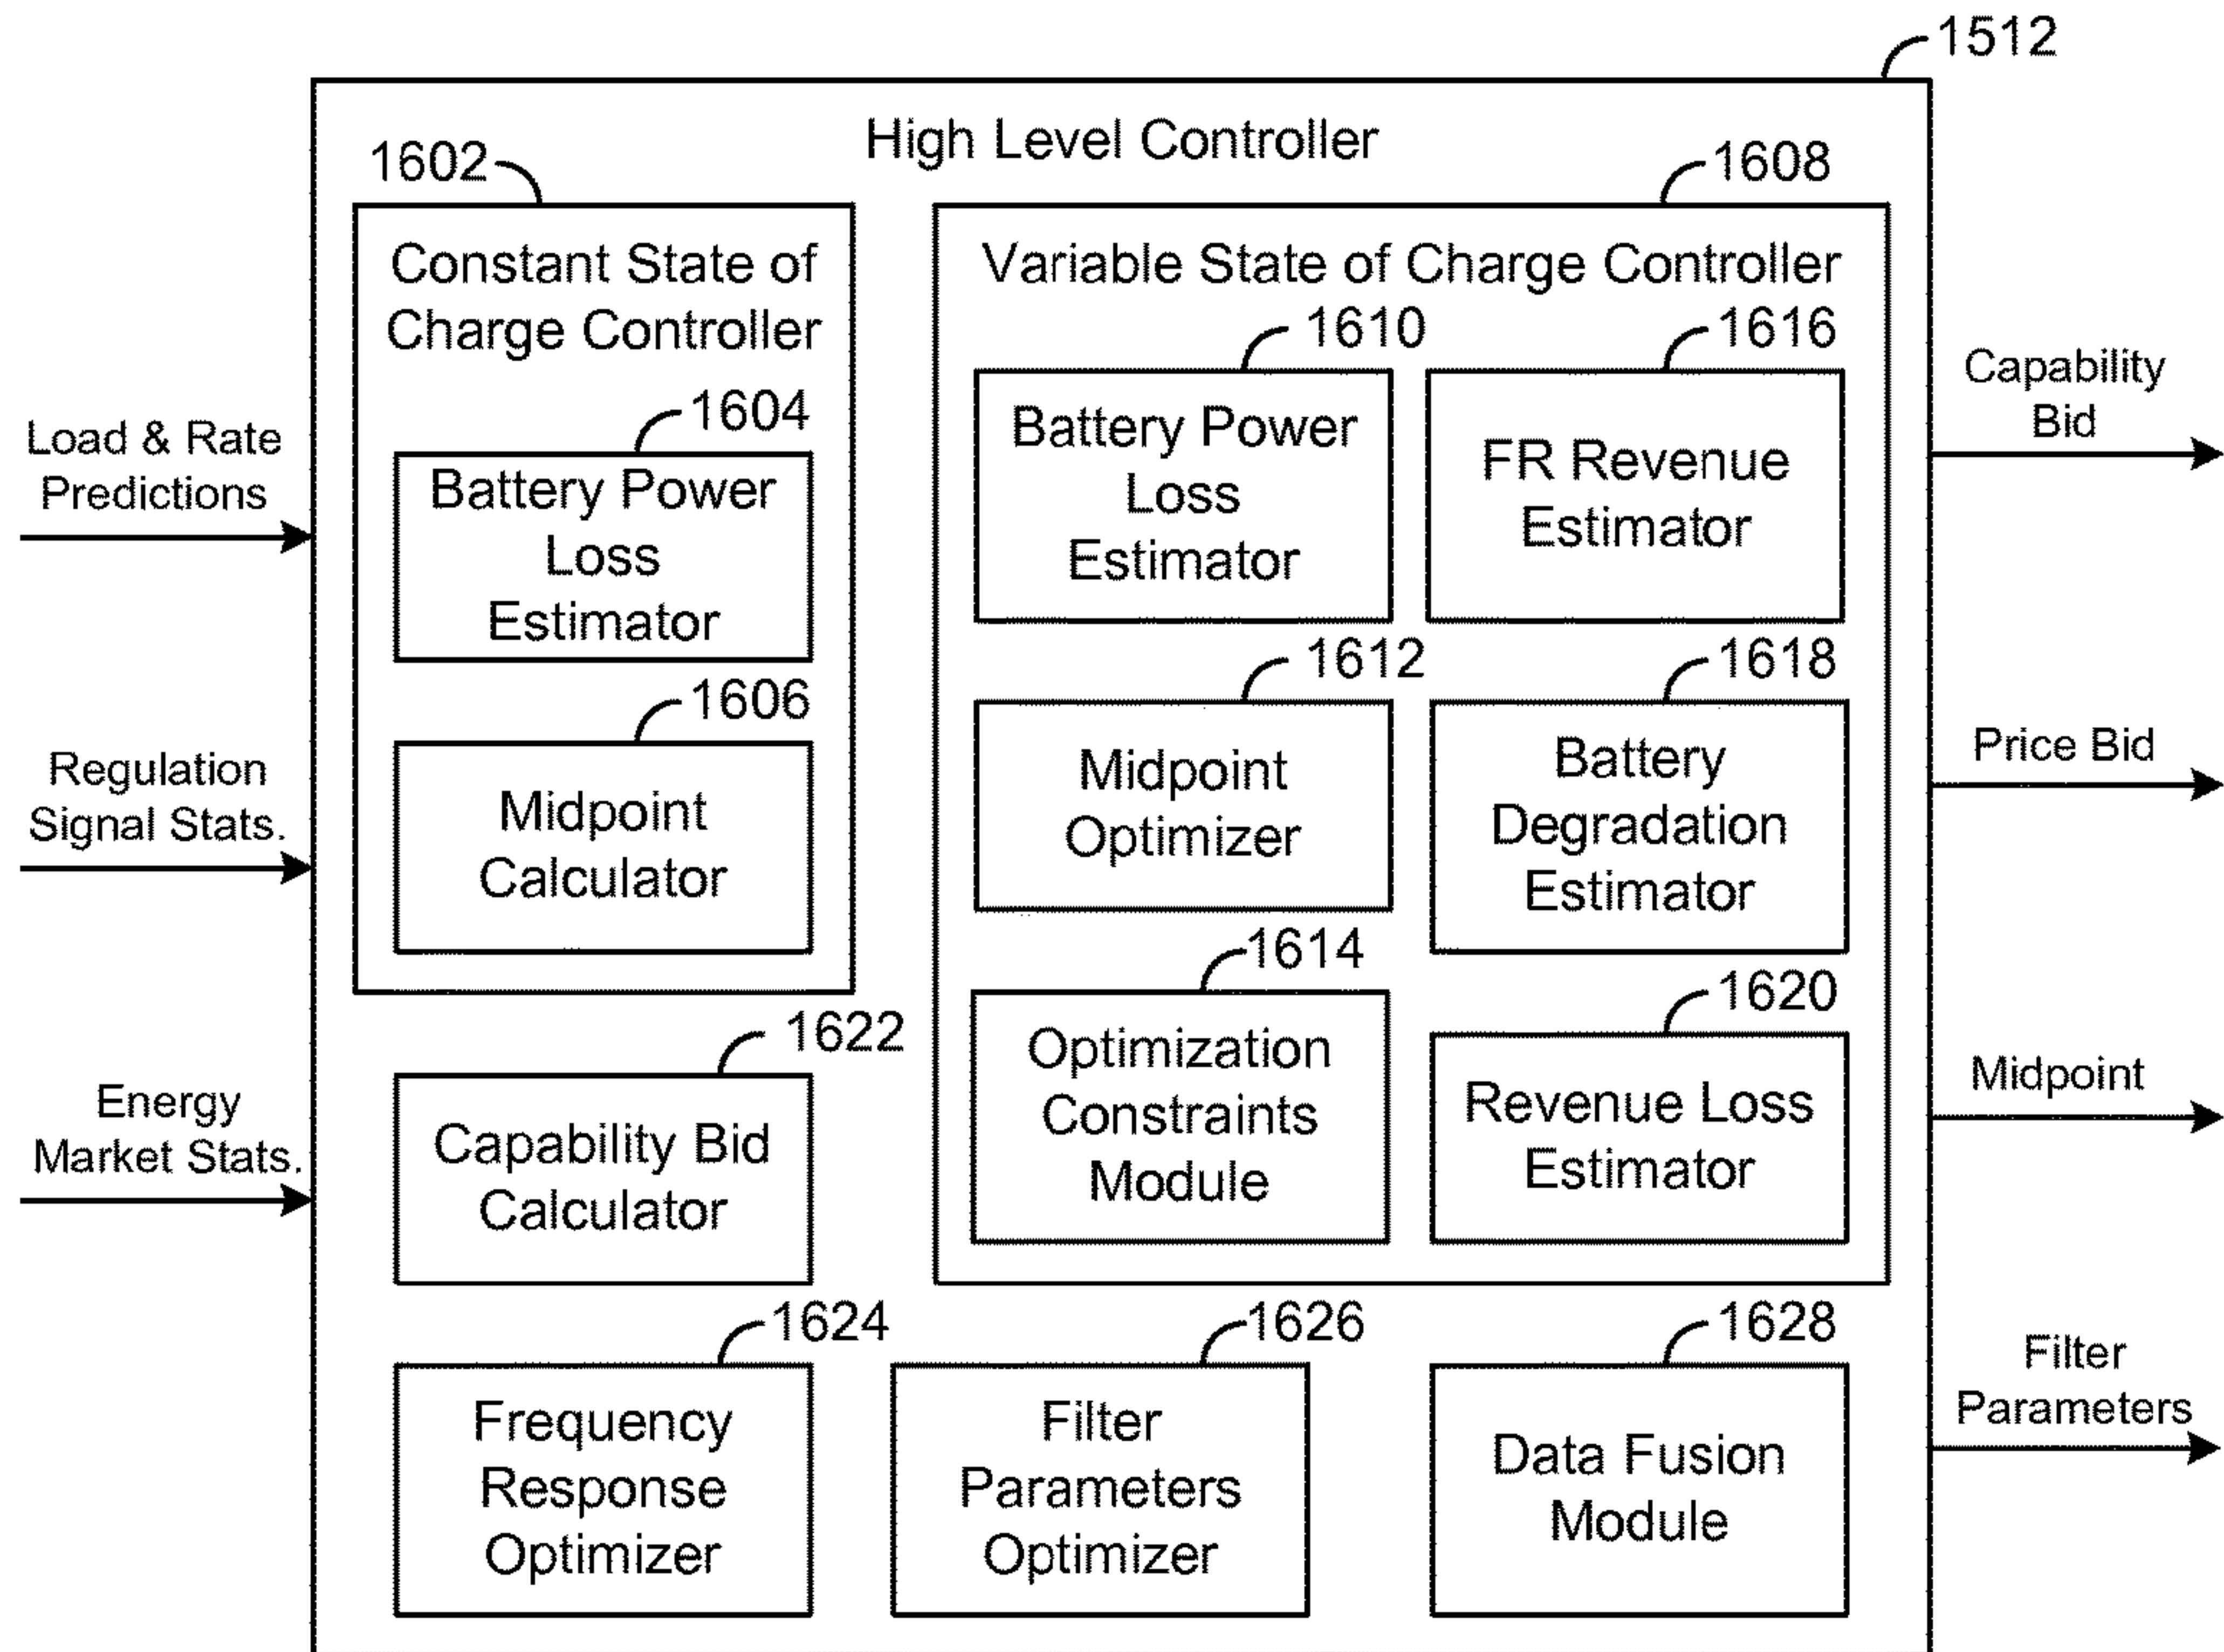 1512
High Level Controller
1602
1608
Constant State of
Charge Controller
Variable State of Charge Controller
1604
Battery Power
Loss
Estimator
1606
Midpoint
Calculator
1610
Battery Power
Loss
Estimator
1616
FR Revenue
Estimator
1612
Midpoint
Optimizer
1618
Battery
Degradation
Estimator
1614
Optimization
Constraints
Module
1620
Revenue Loss
Estimator
1622
Capability Bid
Calculator
1624
Frequency
Response
Optimizer
1626
Filter
Parameters
Optimizer
1628
Data Fusion
Module
Load & Rate
Predictions
Regulation
Signal Stats.
Energy
Market Stats.
Capability
Bid
Price Bid
Midpoint
Filter
Parameters